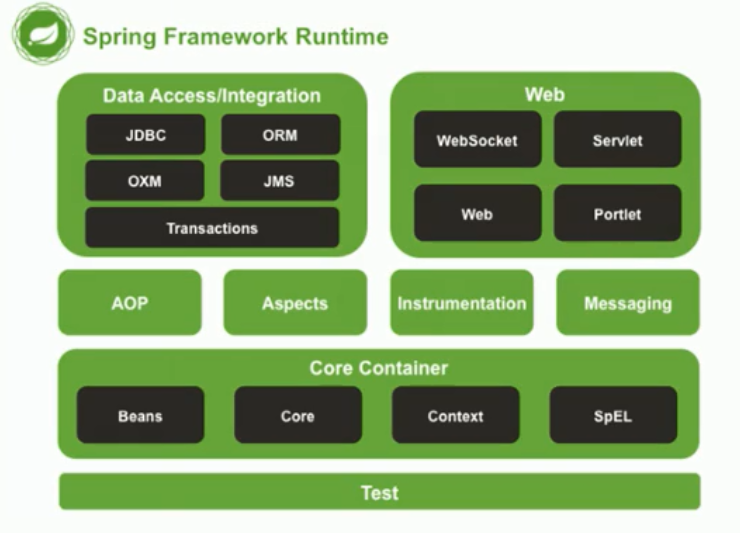 Spring Framework Runtime
Data Access/Integration
JDBC
ORM
OXM
JMS
Transactions
Web
WebSocket
Servlet
Web
Portlet
AOP
Aspects
Instrumentation
Messaging
Core Container
Beans
Core
Context
SpEL
Test